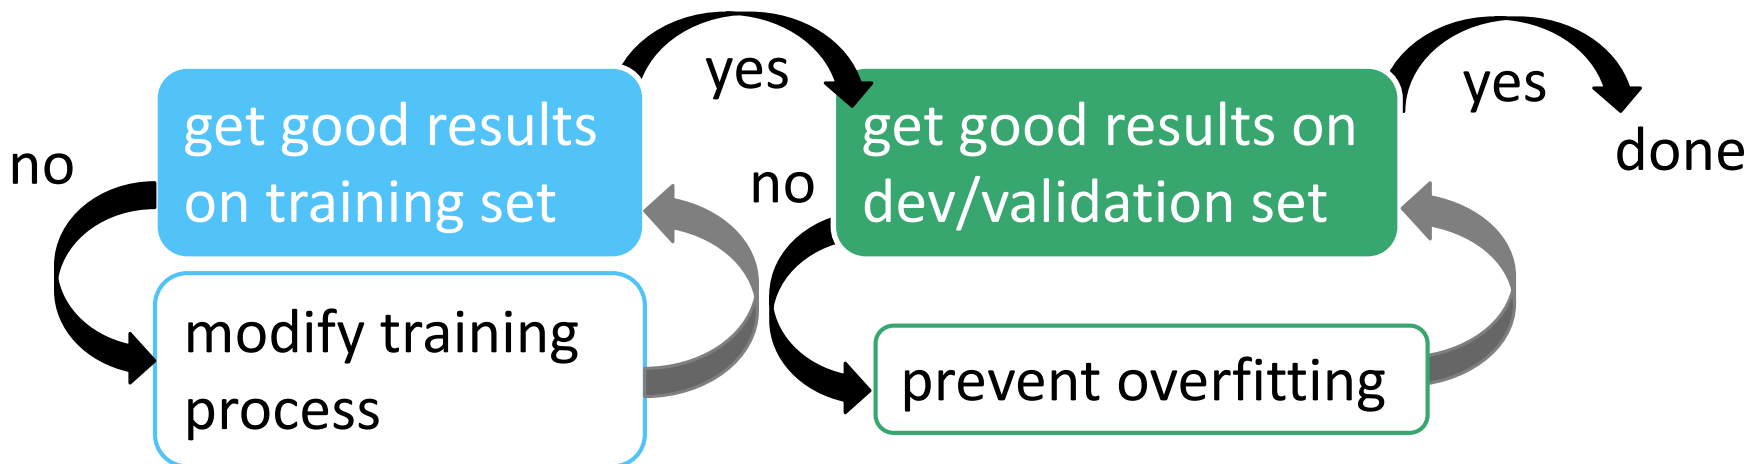 yes
yes
get good results
on training set
get good results on
dev/validation set
no
no
done
modify training
process
prevent overfitting